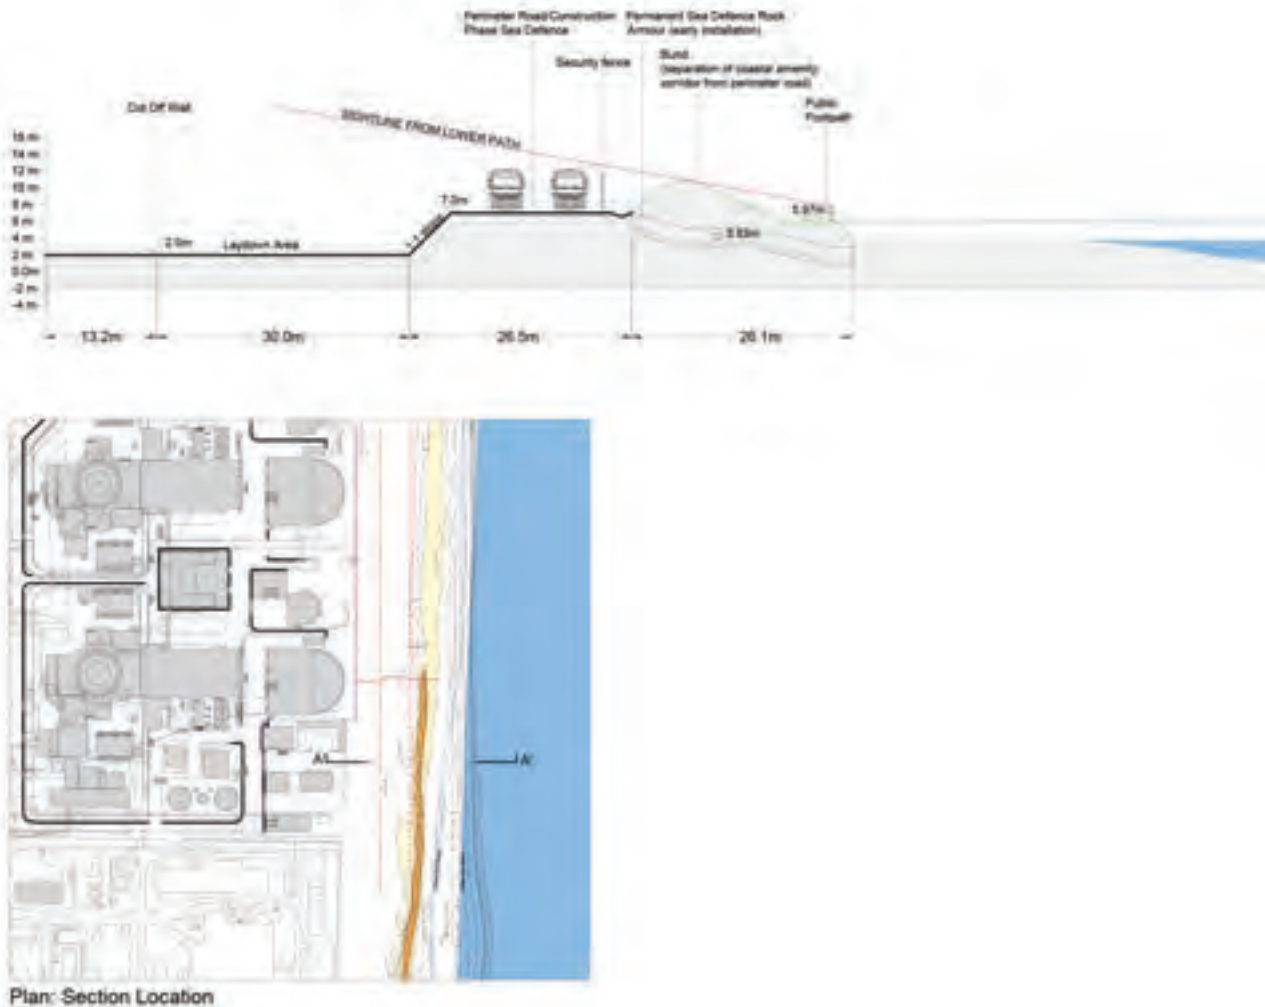 Perimeter Road/Construction
Phase Sea Defence
Permanent Sea Defence Rock
Armour (early installation)
Security fence
Bund
(separation of coastal amenity
corridor from perimeter road)
Public
Footpath
Cut Off Wall
SIGHTLINE FROM LOWER PATH
16 m
14 m
12 m
10 m
8 m
6 m
4 m
2 m
0.0m
-2 m
-4 m
7.0m
2.0m
Laydown Area
13.2m
30.0m
26.5m
26.1m
A
A'
Plan: Section Location